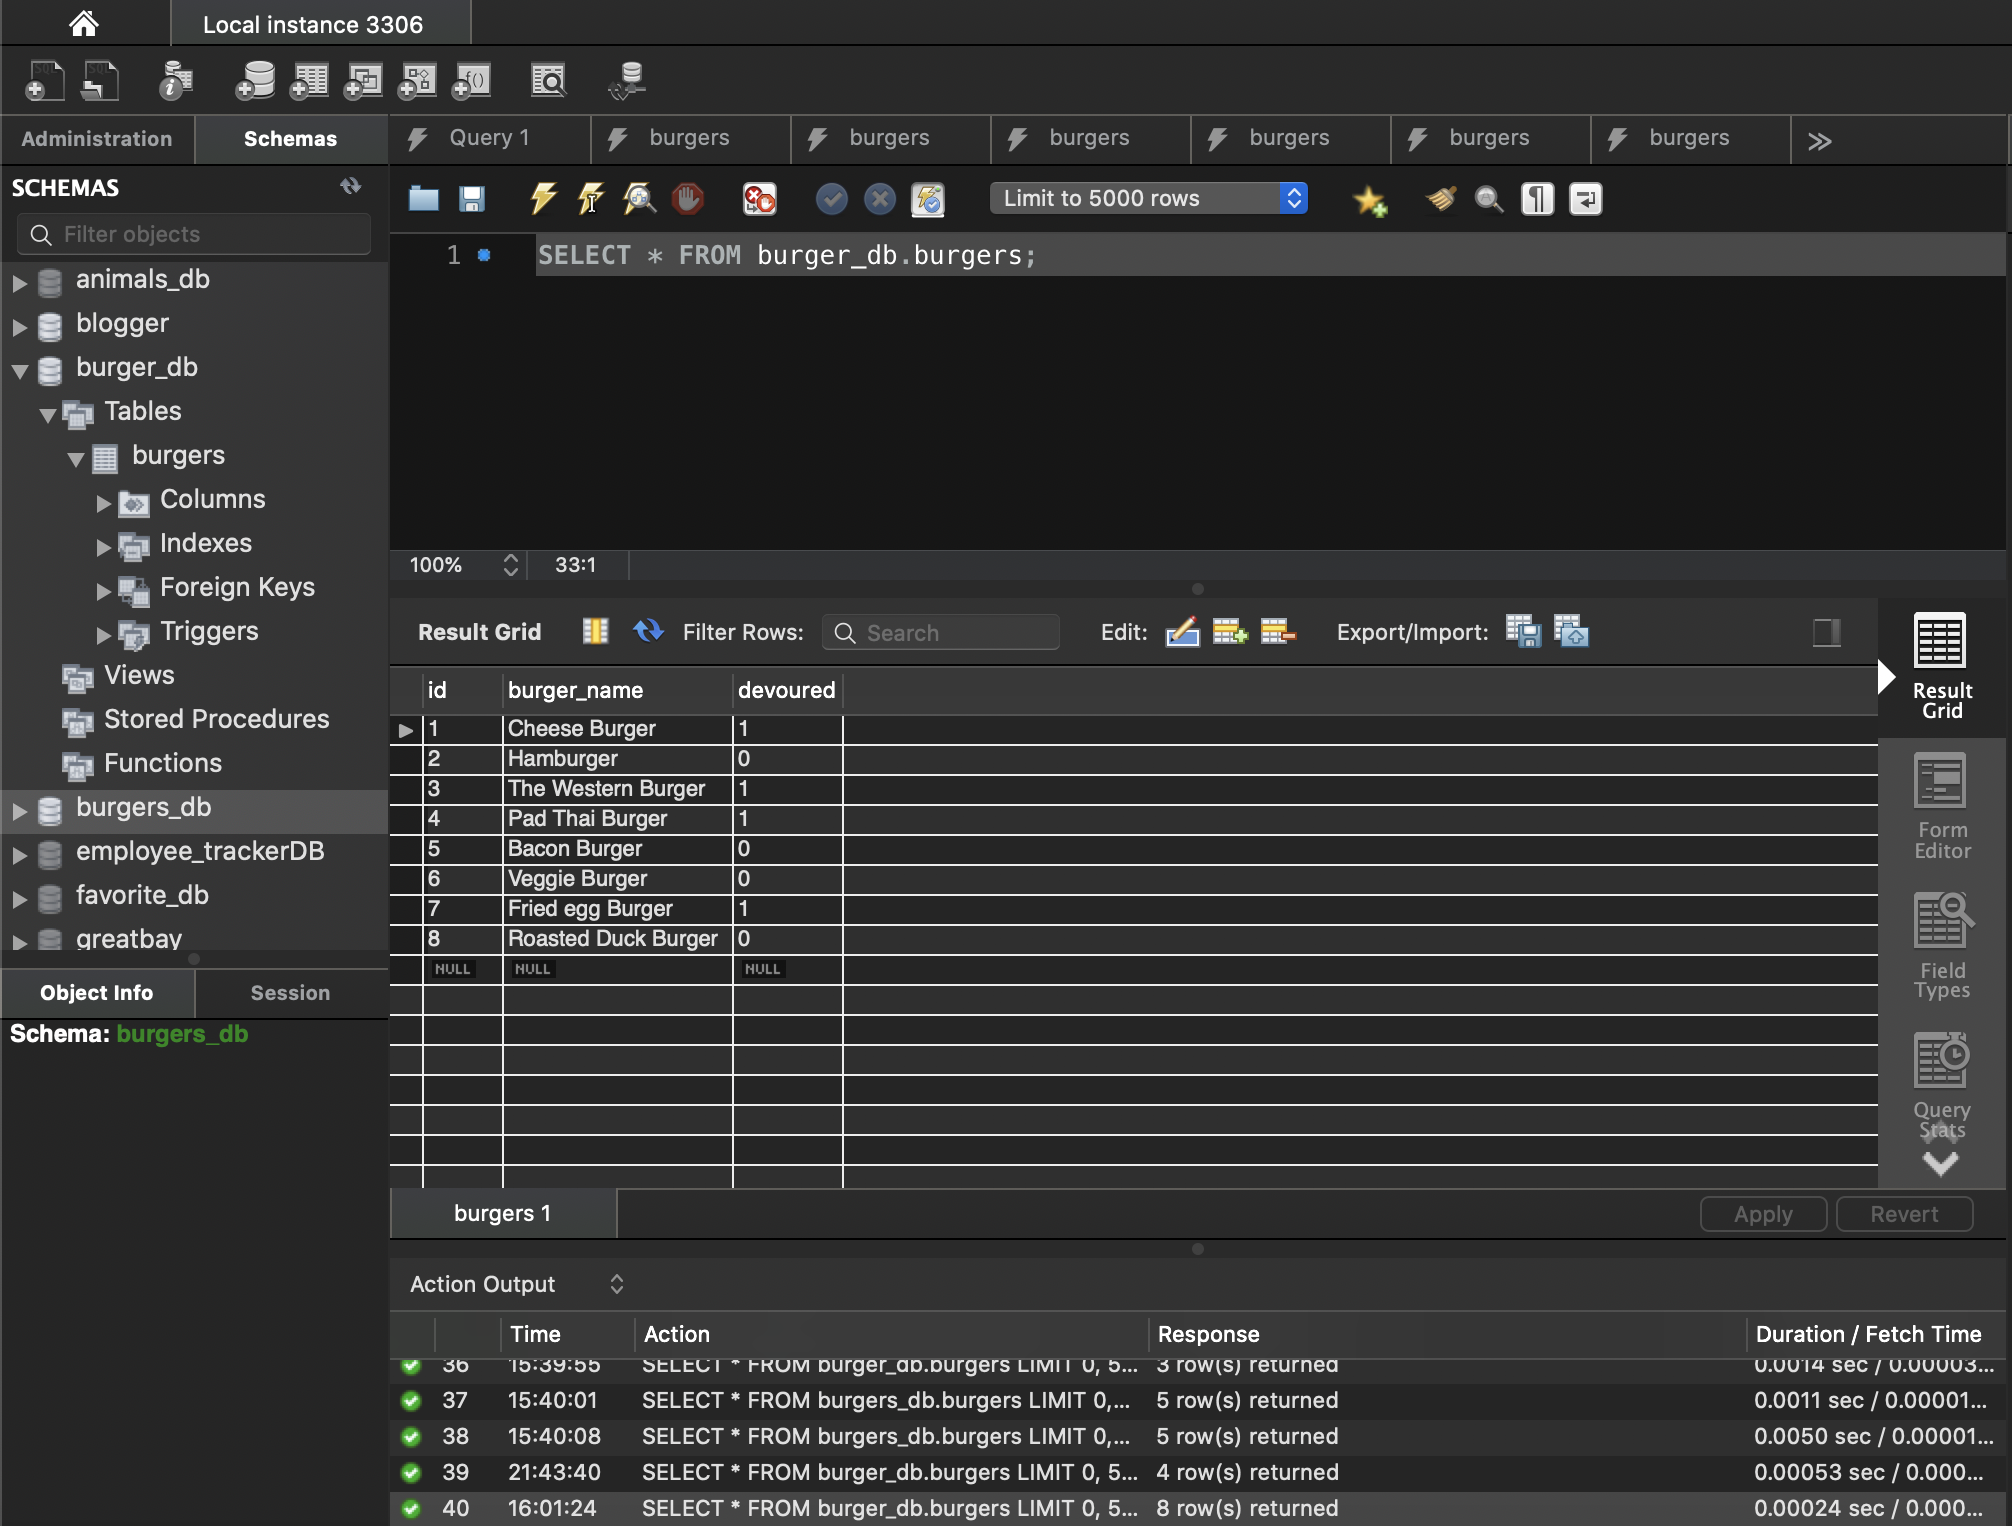 Local instance 3306
Administration Schemas Query 1 burgers burgers burgers burgers burgers burgers
SCHEMAS
Limit to 5000 rows
Filter objects
1 SELECT * FROM burger_db.burgers;
animals_db
blogger
burger_db
Tables
burgers
Columns
Indexes
Foreign Keys
Triggers
Views
Stored Procedures
Functions
burgers_db
employee_trackerDB
favorite_db
greatbay
Object Info Session
Schema: burgers_db
100% 33:1
Result Grid Filter Rows: Search Edit: Export/Import:
id burger_name devoured
1 Cheese Burger 1
2 Hamburger 0
3 The Western Burger 1
4 Pad Thai Burger 1
5 Bacon Burger 0
6 Veggie Burger 0
7 Fried egg Burger 1
8 Roasted Duck Burger 0
NULL NULL NULL
Result
Grid
Form
Editor
Field
Types
Query
Stats
burgers 1 Apply Revert
Action Output
Time Action Response Duration / Fetch Time
36 15:39:55 SELECT * FROM burger_db.burgers LIMIT 0, 5... 3 row(s) returned 0.0014 sec / 0.00003...
37 15:40:01 SELECT * FROM burgers_db.burgers LIMIT 0,... 5 row(s) returned 0.0011 sec / 0.00001...
38 15:40:08 SELECT * FROM burgers_db.burgers LIMIT 0,... 5 row(s) returned 0.0050 sec / 0.00001...
39 21:43:40 SELECT * FROM burger_db.burgers LIMIT 0, 5... 4 row(s) returned 0.00053 sec / 0.000...
40 16:01:24 SELECT * FROM burger_db.burgers LIMIT 0, 5... 8 row(s) returned 0.00024 sec / 0.000...